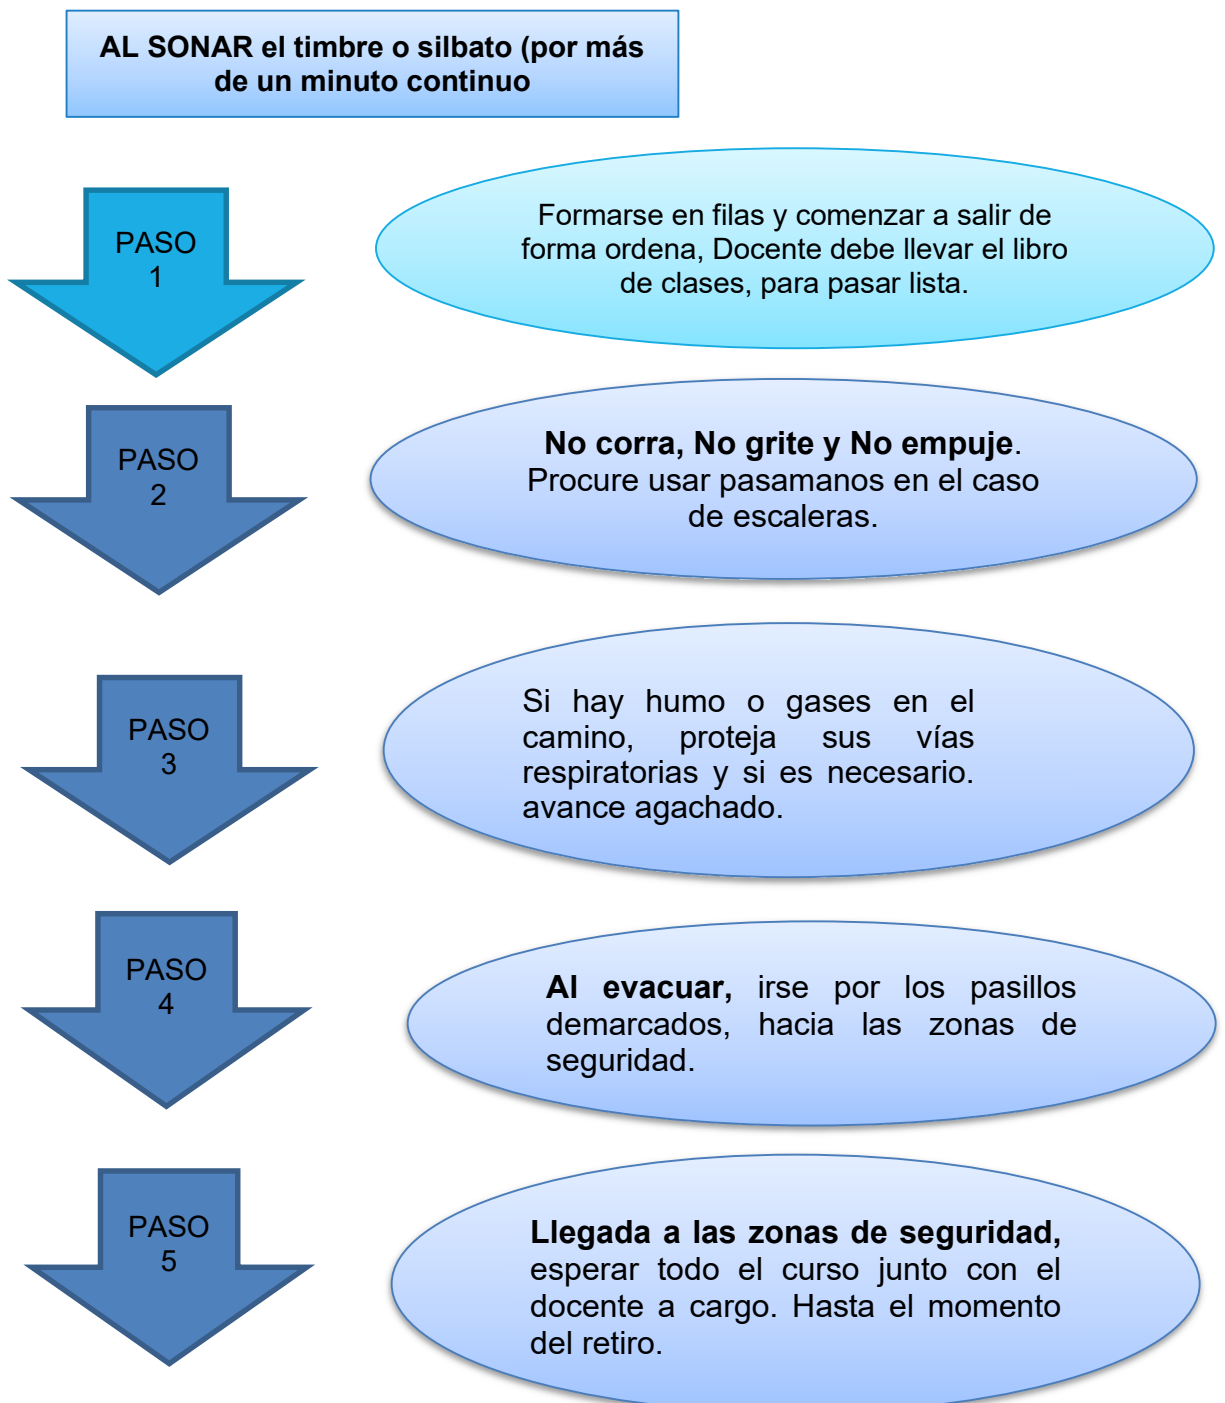 AL SONAR el timbre o silbato (por más
de un minuto continuo
PASO
1
Formarse en filas y comenzar a salir de
forma ordena, Docente debe llevar el libro
de clases, para pasar lista.
PASO
2
No corra, No grite y No empuje.
Procure usar pasamanos en el caso
de escaleras.
PASO
3
Si hay humo o gases en el
camino, proteja sus vías
respiratorias y si es necesario.
avance agachado.
PASO
4
Al evacuar, irse por los pasillos
demarcados, hacia las zonas de
seguridad.
PASO
5
Llegada a las zonas de seguridad,
esperar todo el curso junto con el
docente a cargo. Hasta el momento
del retiro.